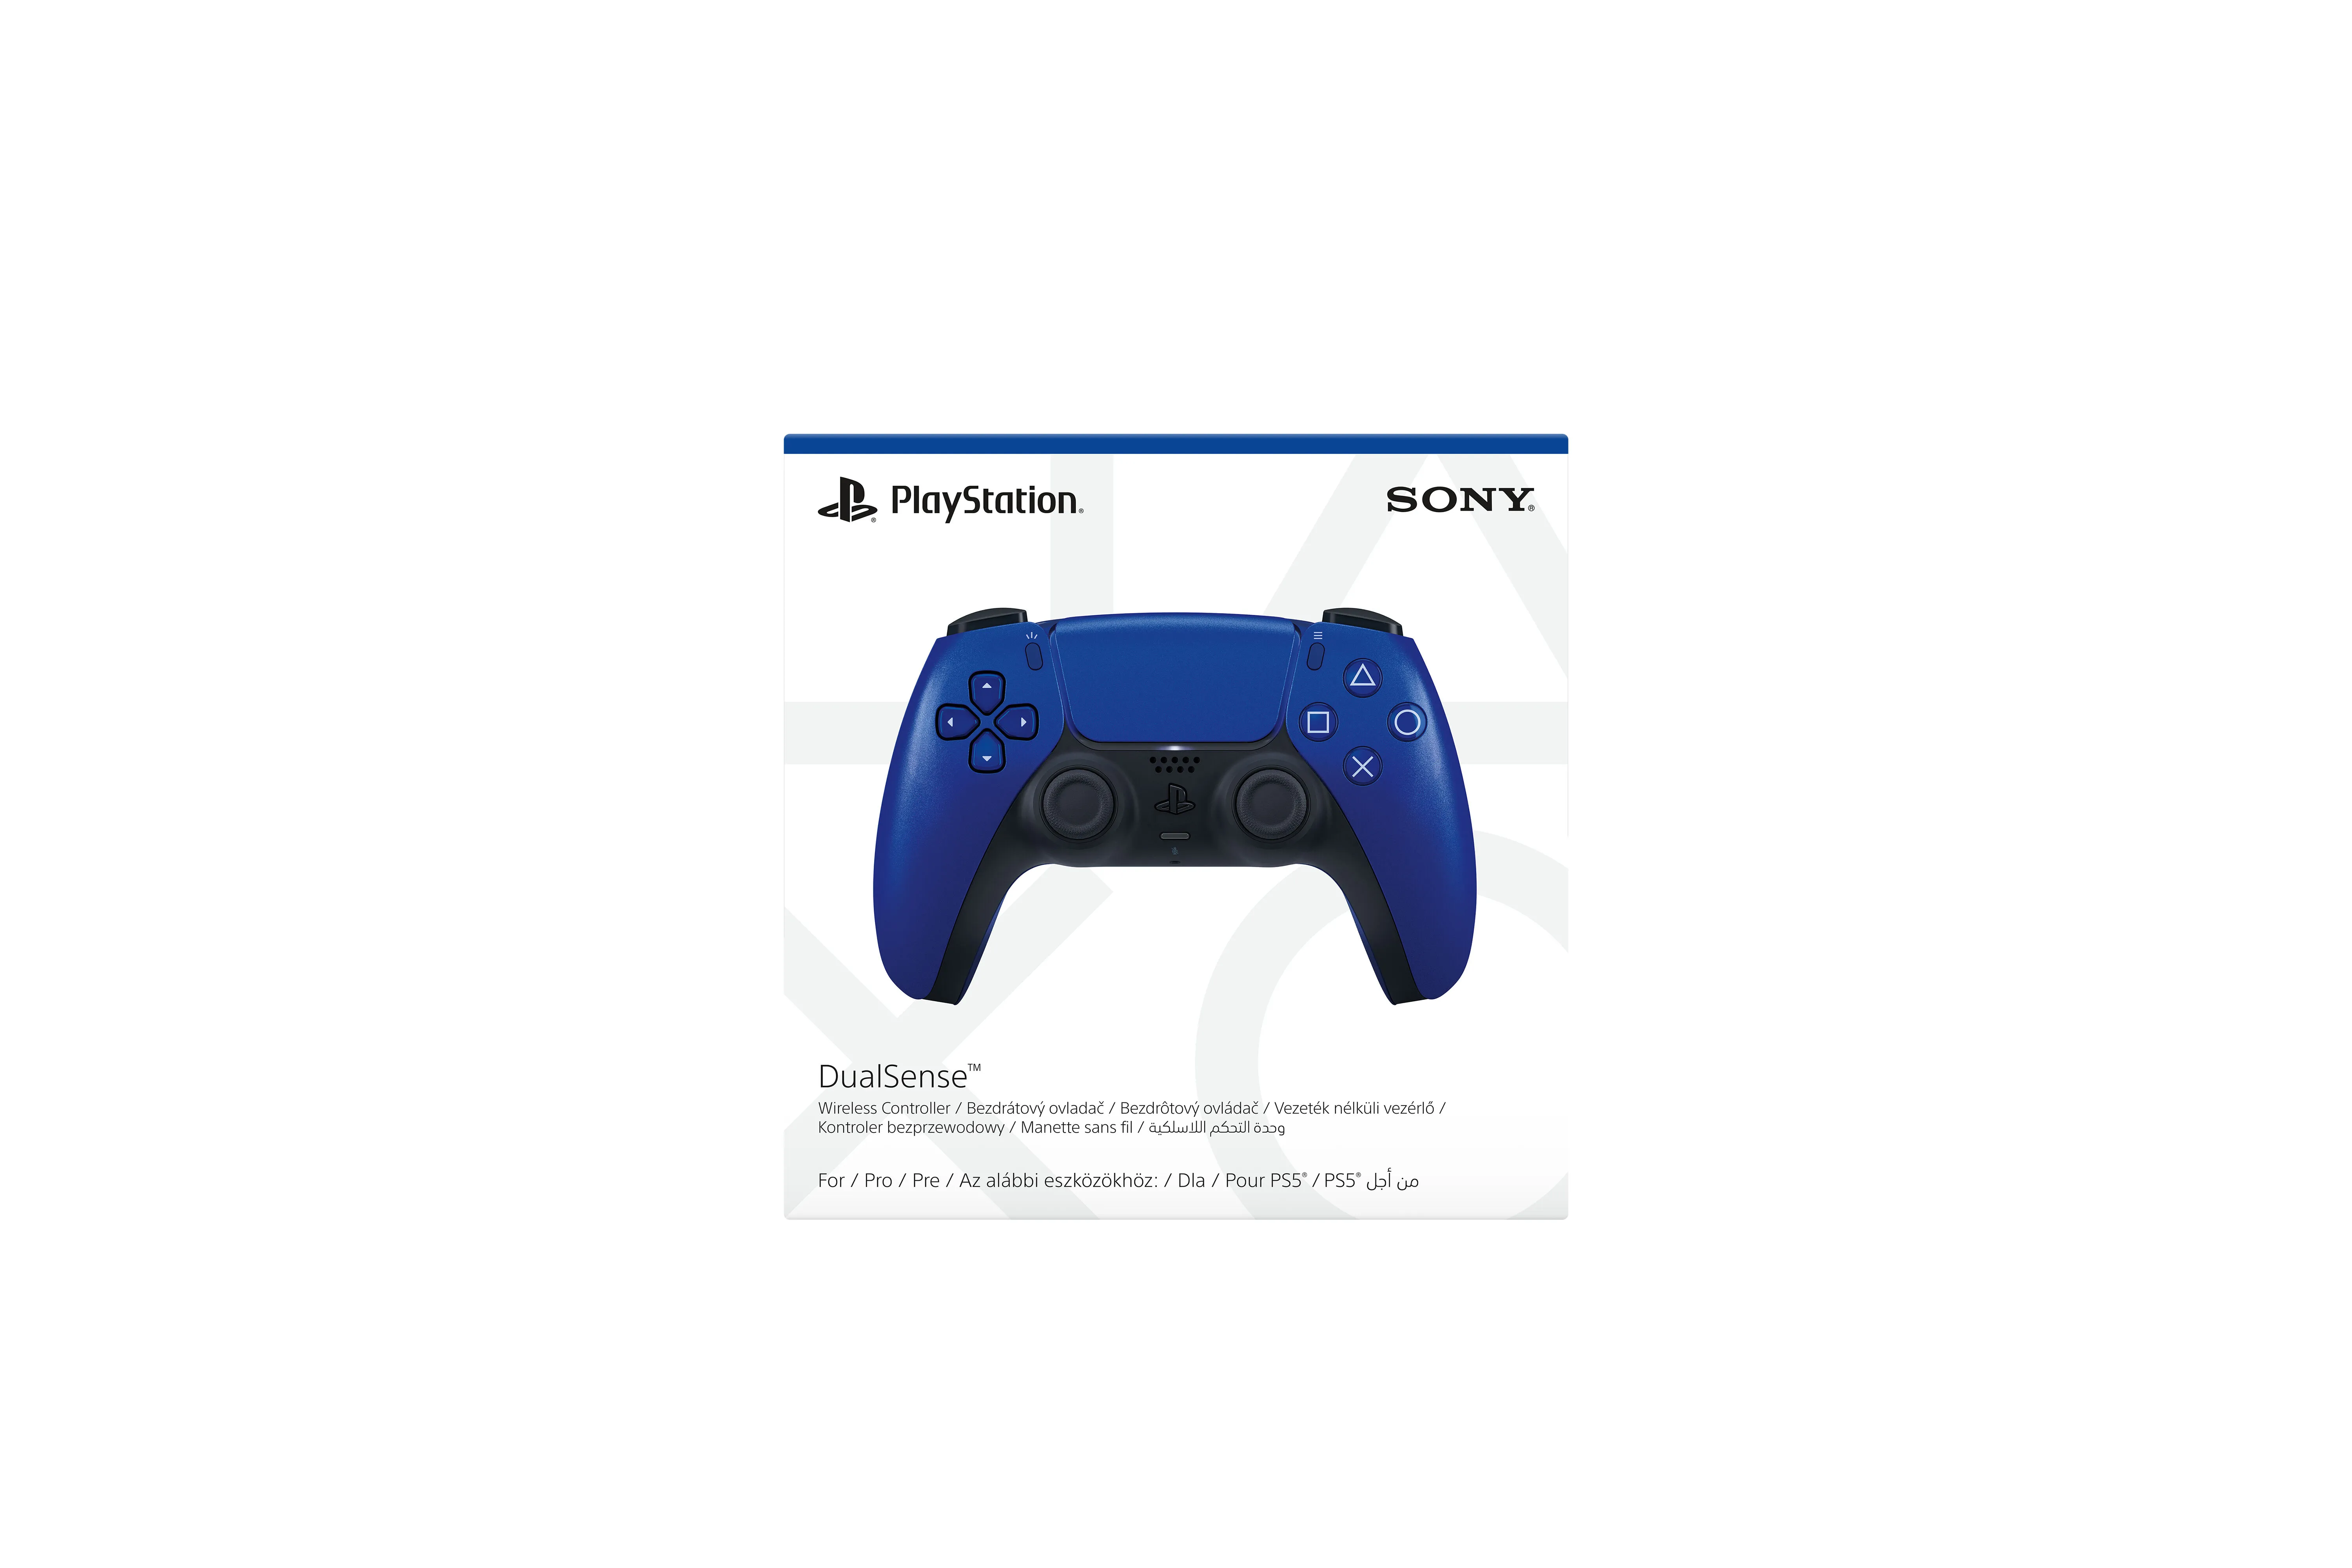 PlayStation®
SONY®
DualSense™
Wireless Controller / Bezdrátový ovladač / Bezdrôtový ovládač / Vezeték nélküli vezérlő /
Kontroler bezprzewodowy / Manette sans fil / وحدة التحكم اللاسلكية
For / Pro / Pre / Az alábbi eszközökhöz: / Dla / Pour PS5® / PS5® من أجل